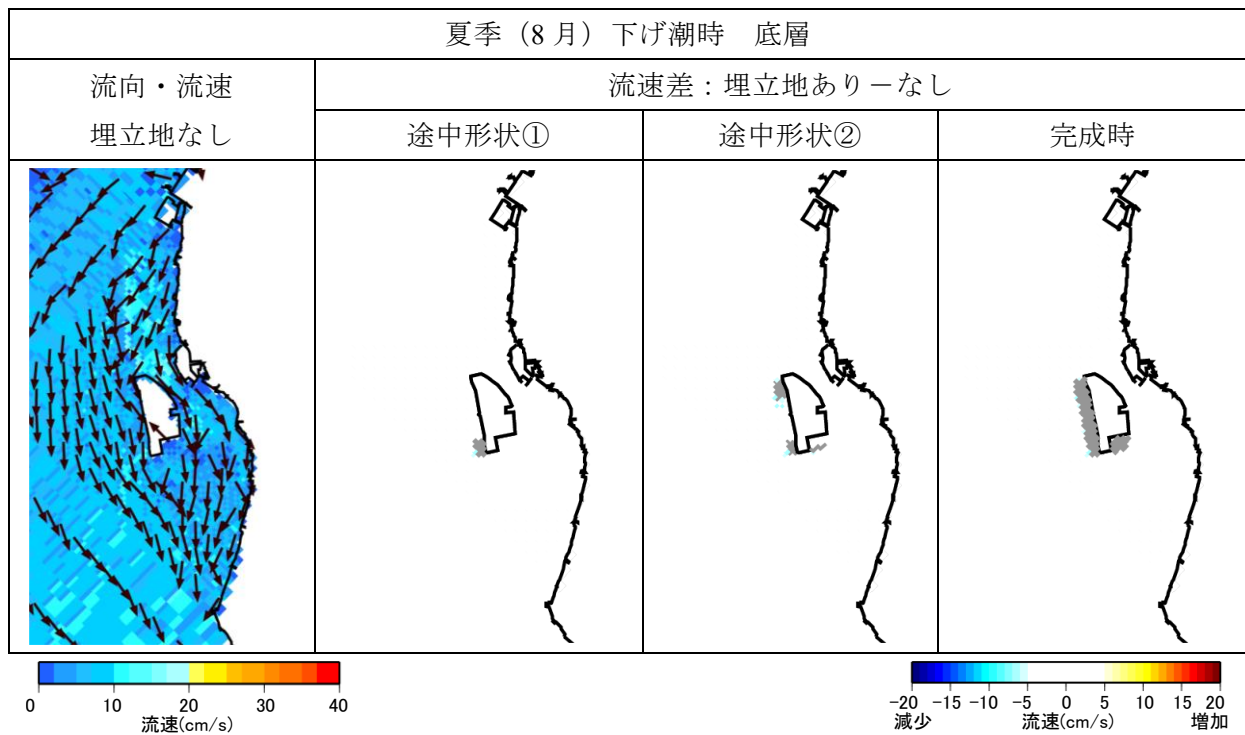 夏季（8 月）下げ潮時　底層
流向・流速
埋立地なし
流速差：埋立地あり－なし
途中形状①
途中形状②
完成時
0 10 20 30 40
流速(cm/s)
-20 -15 -10 -5 0 5 10 15 20
減少 流速(cm/s) 増加